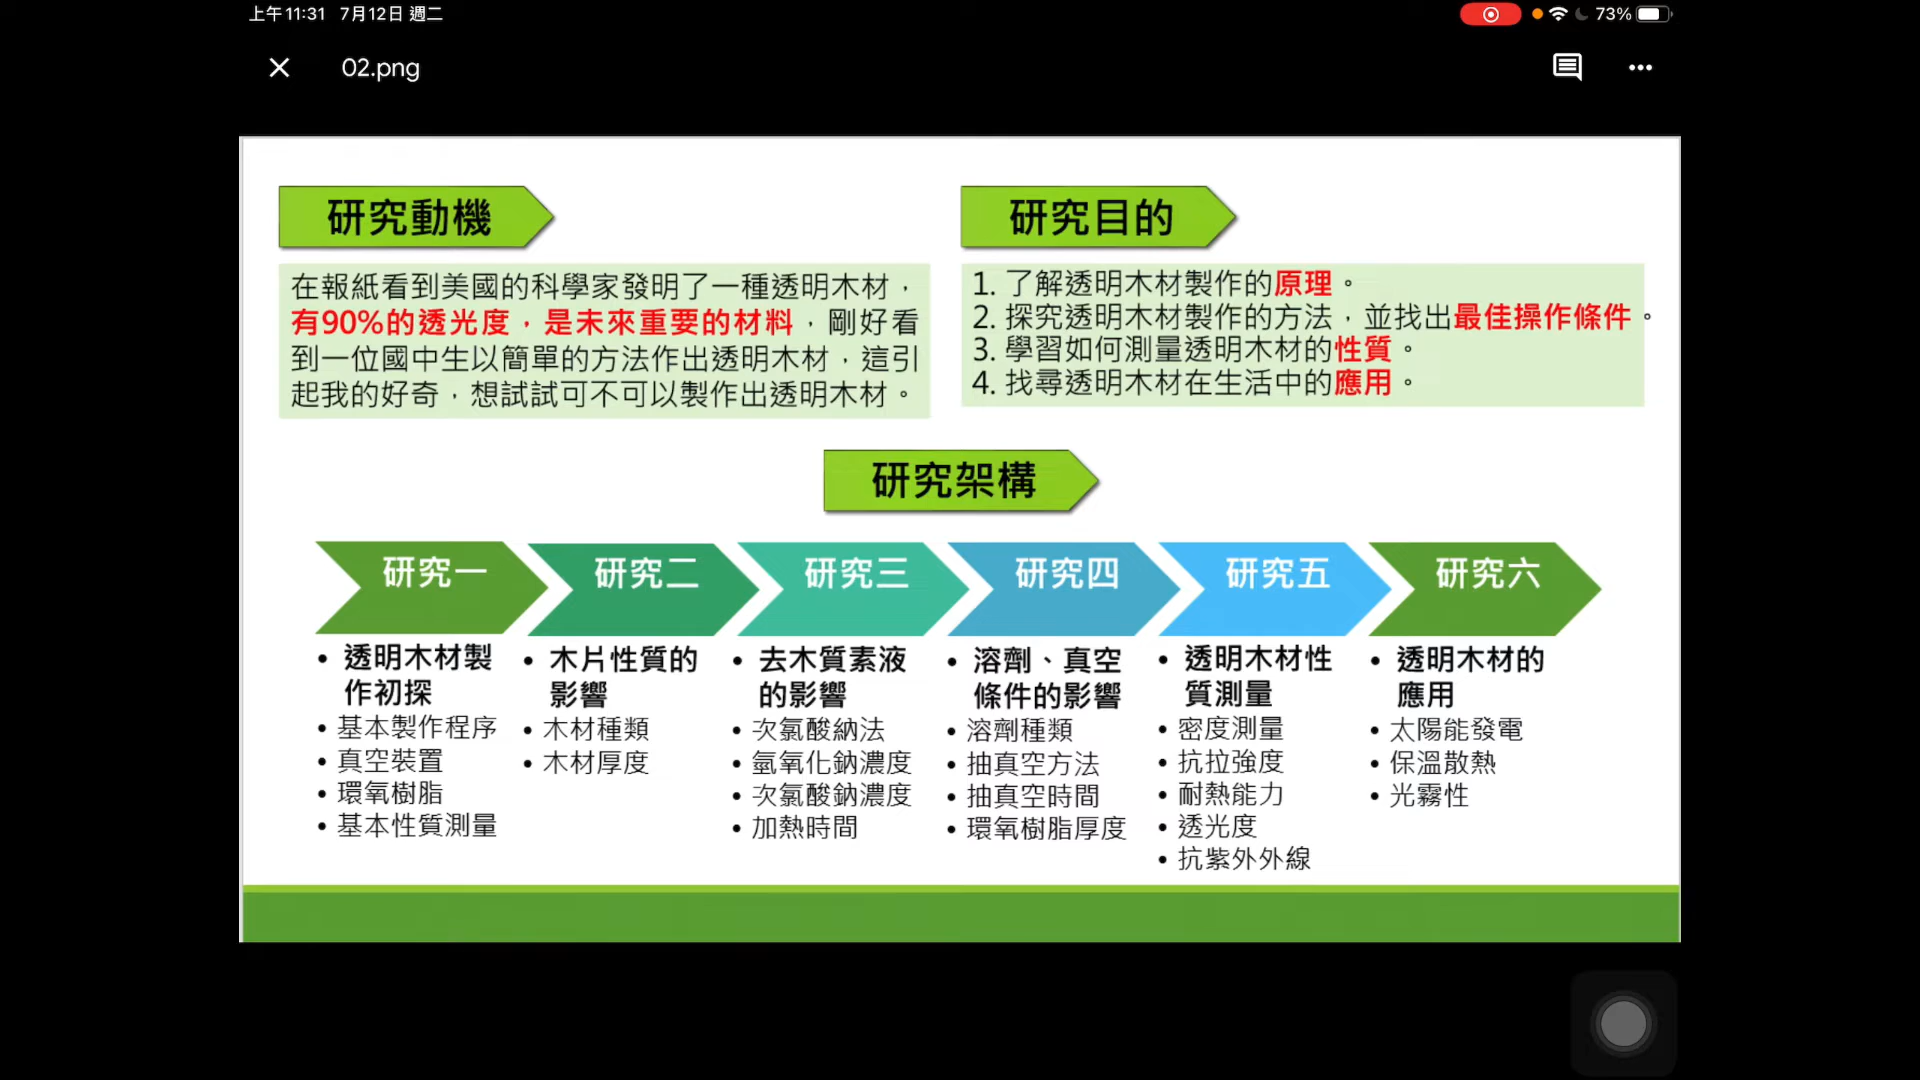 上午11:31 7月12日 週二
73%
02.png
研究動機
在報紙看到美國的科學家發明了一種透明木材，
有90%的透光度，是未來重要的材料，剛好看
到一位國中生以簡單的方法作出透明木材，這引
起我的好奇，想試試可不可以製作出透明木材。
研究目的
1. 了解透明木材製作的原理。
2. 探究透明木材製作的方法，並找出最佳操作條件。
3. 學習如何測量透明木材的性質。
4. 找尋透明木材在生活中的應用。
研究架構
研究一
• 透明木材製
作初探
• 基本製作程序
• 真空裝置
• 環氧樹脂
• 基本性質測量
研究二
• 木片性質的
影響
• 木材種類
• 木材厚度
研究三
• 去木質素液
的影響
• 次氯酸納法
• 氫氧化鈉濃度
• 次氯酸鈉濃度
• 加熱時間
研究四
• 溶劑、真空
條件的影響
• 溶劑種類
• 抽真空方法
• 抽真空時間
• 環氧樹脂厚度
研究五
• 透明木材性
質測量
• 密度測量
• 抗拉強度
• 耐熱能力
• 透光度
• 抗紫外外線
研究六
• 透明木材的
應用
• 太陽能發電
• 保溫散熱
• 光霧性